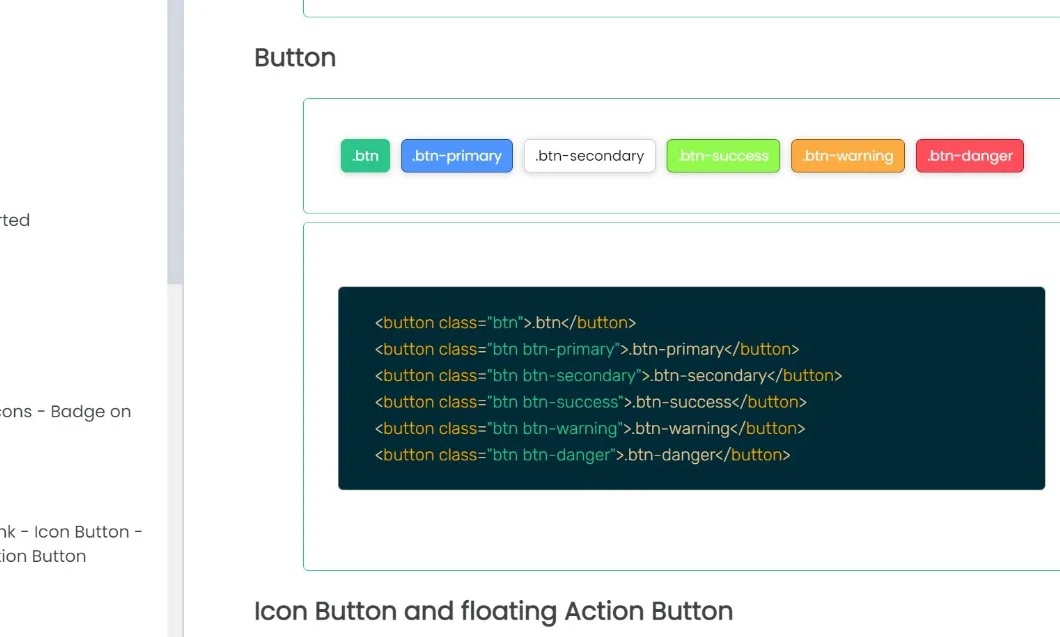 Button
.btn
.btn-primary
.btn-secondary
.btn-success
.btn-warning
.btn-danger
<button class="btn">.btn</button>
<button class="btn btn-primary">.btn-primary</button>
<button class="btn btn-secondary">.btn-secondary</button>
<button class="btn btn-success">.btn-success</button>
<button class="btn btn-warning">.btn-warning</button>
<button class="btn btn-danger">.btn-danger</button>
Icon Button and floating Action Button
rted
cons - Badge on
nk - Icon Button -
tion Button